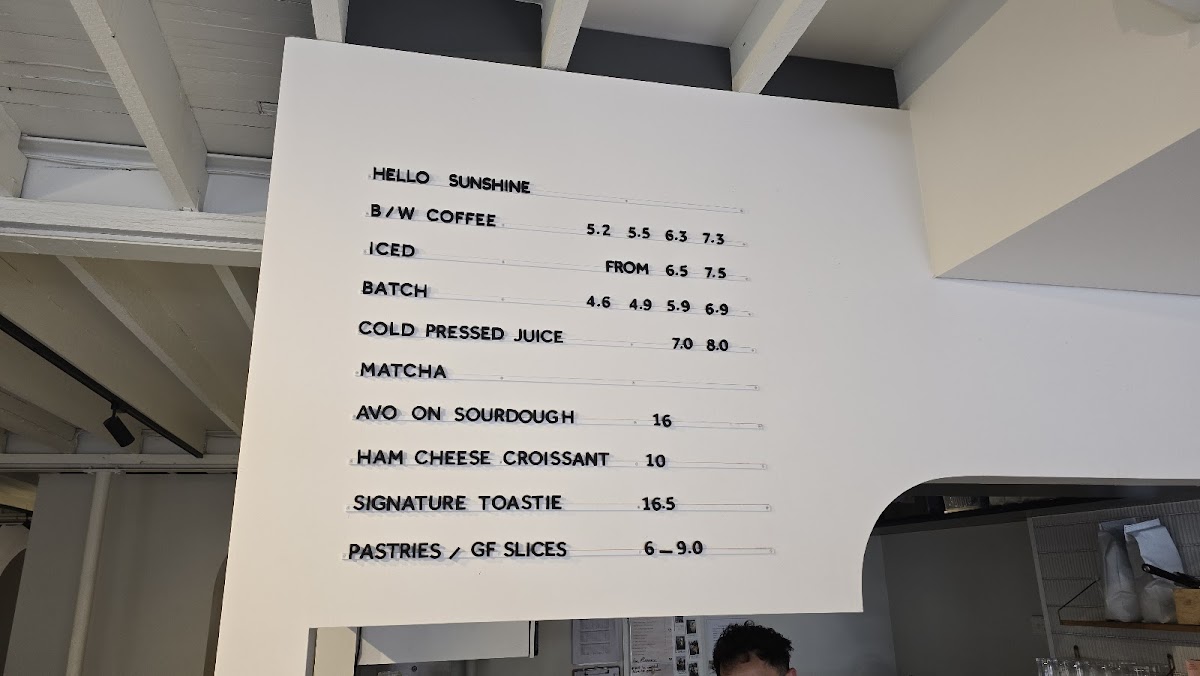 HELLO SUNSHINE
B/W COFFEE 5.2 5.5 6.3 7.3
ICED FROM 6.5 7.5
BATCH 4.6 4.9 5.9 6.9
COLD PRESSED JUICE 7.0 8.0
MATCHA
AVO ON SOURDOUGH 16
HAM CHEESE CROISSANT 10
SIGNATURE TOASTIE 16.5
PASTRIES / GF SLICES 6 — 9.0